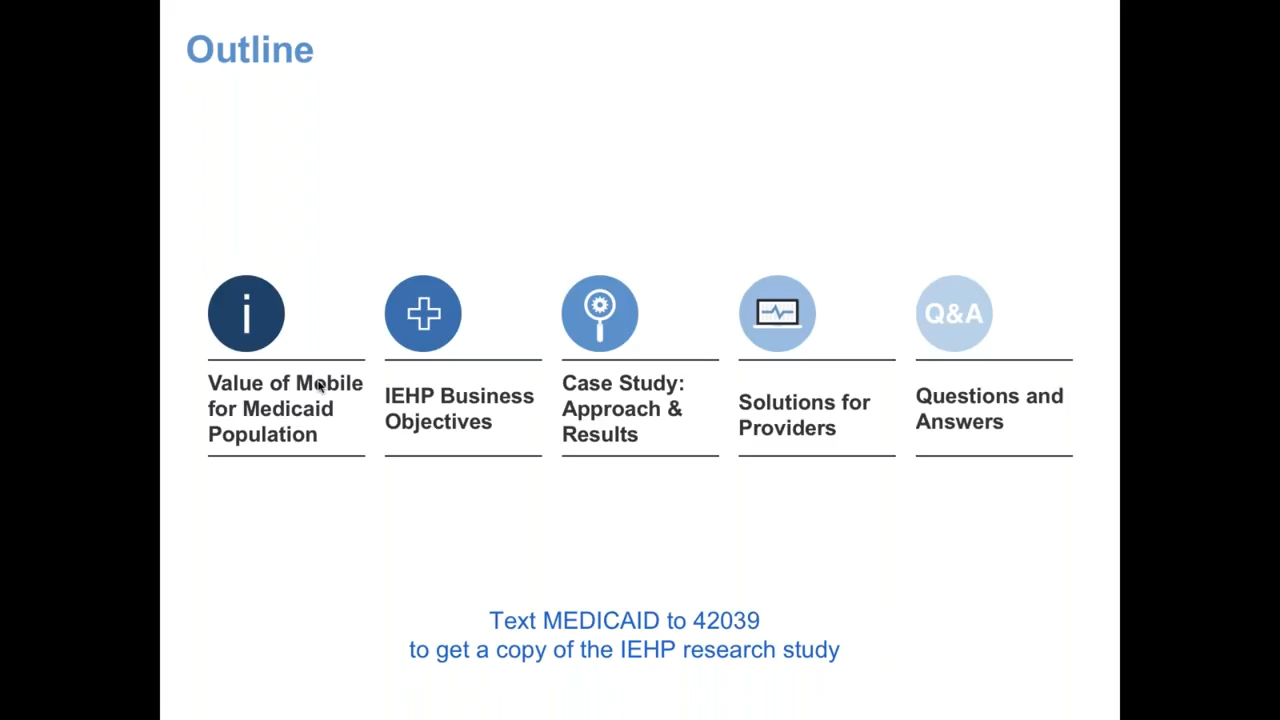 Outline
i
Value of Mobile
for Medicaid
Population
IEHP Business
Objectives
Case Study:
Approach &
Results
Solutions for
Providers
Q&A
Questions and
Answers
Text MEDICAID to 42039
to get a copy of the IEHP research study